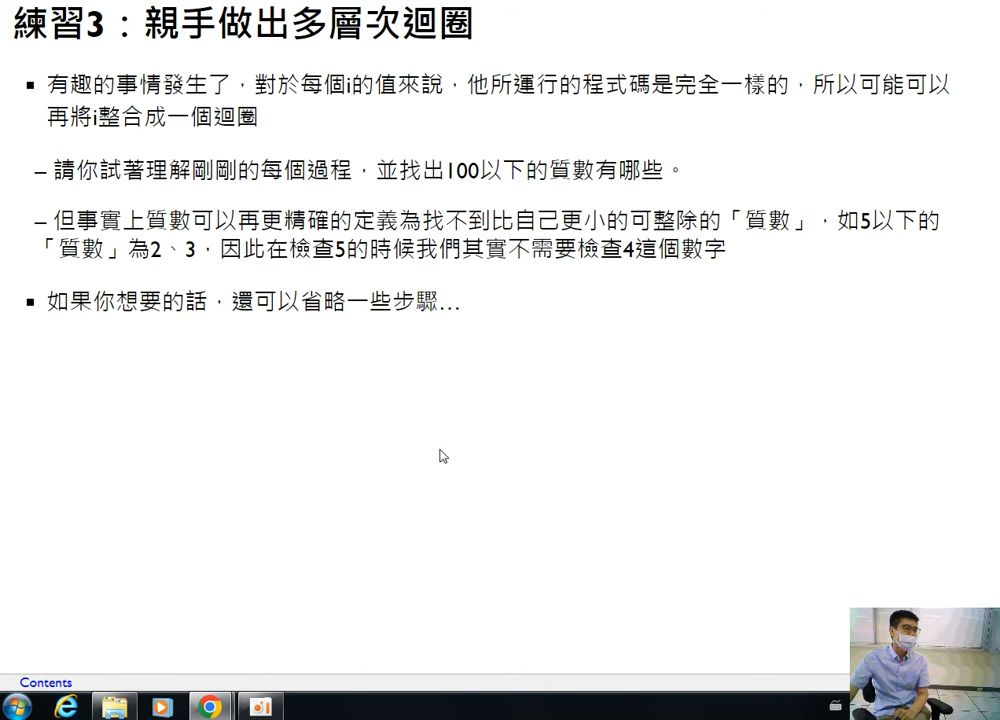 練習3：親手做出多層次迴圈
▪ 有趣的事情發生了，對於每個i的值來說，他所運行的程式碼是完全一樣的，所以可能可以
再將i整合成一個迴圈
– 請你試著理解剛剛的每個過程，並找出100以下的質數有哪些。
– 但事實上質數可以再更精確的定義為找不到比自己更小的可整除的「質數」，如5以下的
「質數」為2、3，因此在檢查5的時候我們其實不需要檢查4這個數字
▪ 如果你想要的話，還可以省略一些步驟…
Contents